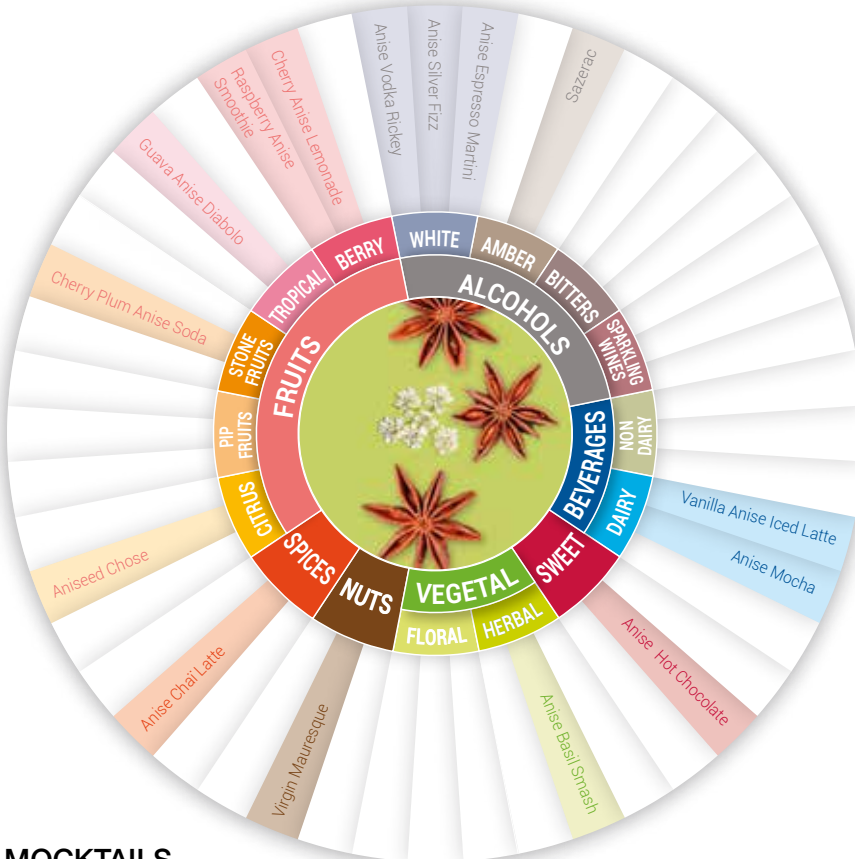 Anise Vodka Rickey
Anise Silver Fizz
Anise Espresso Martini
Sazerac
Cherry Anise Lemonade
Raspberry Anise
Smoothie
Guava Anise Diabolo
Cherry Plum Anise Soda
Aniseed Chose
Anise Chaï Latte
Virgin Mauresque
Anise Basil Smash
Anise Hot Chocolate
Anise Mocha
Vanilla Anise Iced Latte
WHITE
AMBER
BITTERS
SPARKLING
WINES
NON
DAIRY
DAIRY
HERBAL
FLORAL
CITRUS
PIP
FRUITS
STONE
FRUITS
TROPICAL
BERRY
ALCOHOLS
BEVERAGES
SWEET
VEGETAL
NUTS
SPICES
FRUITS
MOCKTAILS